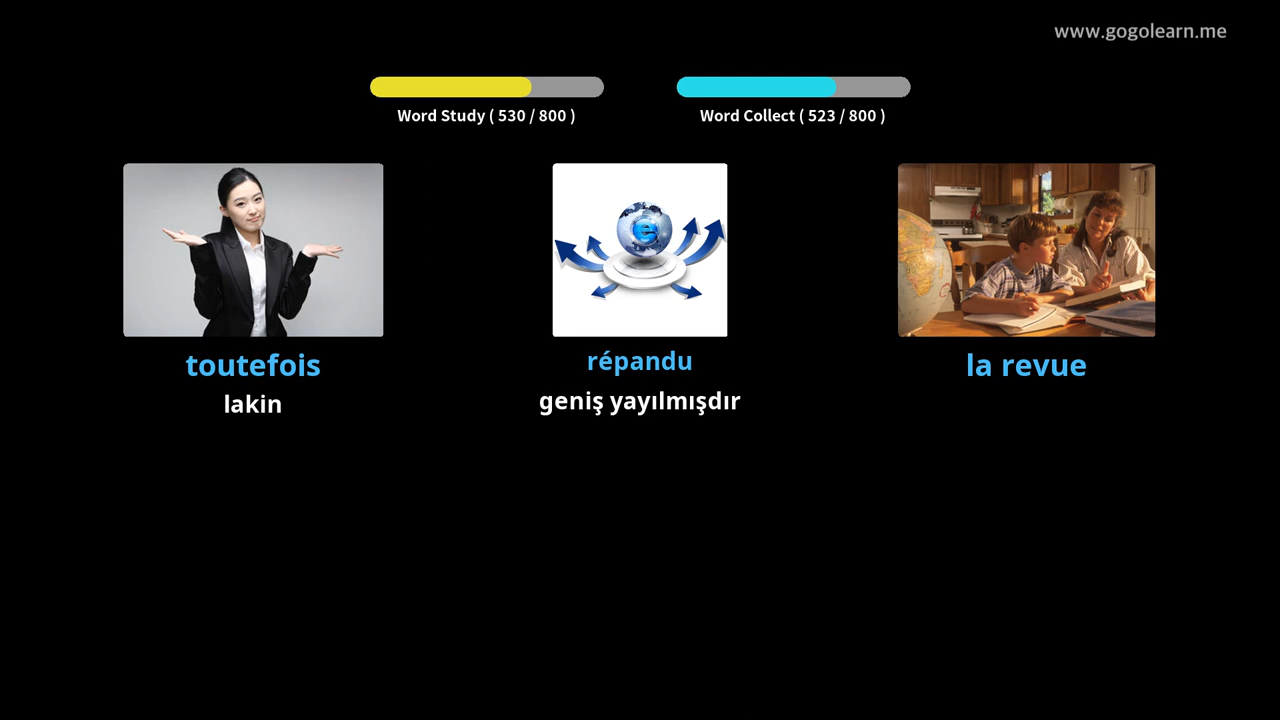 www.gogolearn.me
Word Study ( 530 / 800 )
Word Collect ( 523 / 800 )
e
toutefois
lakin
répandu
geniş yayılmışdır
la revue